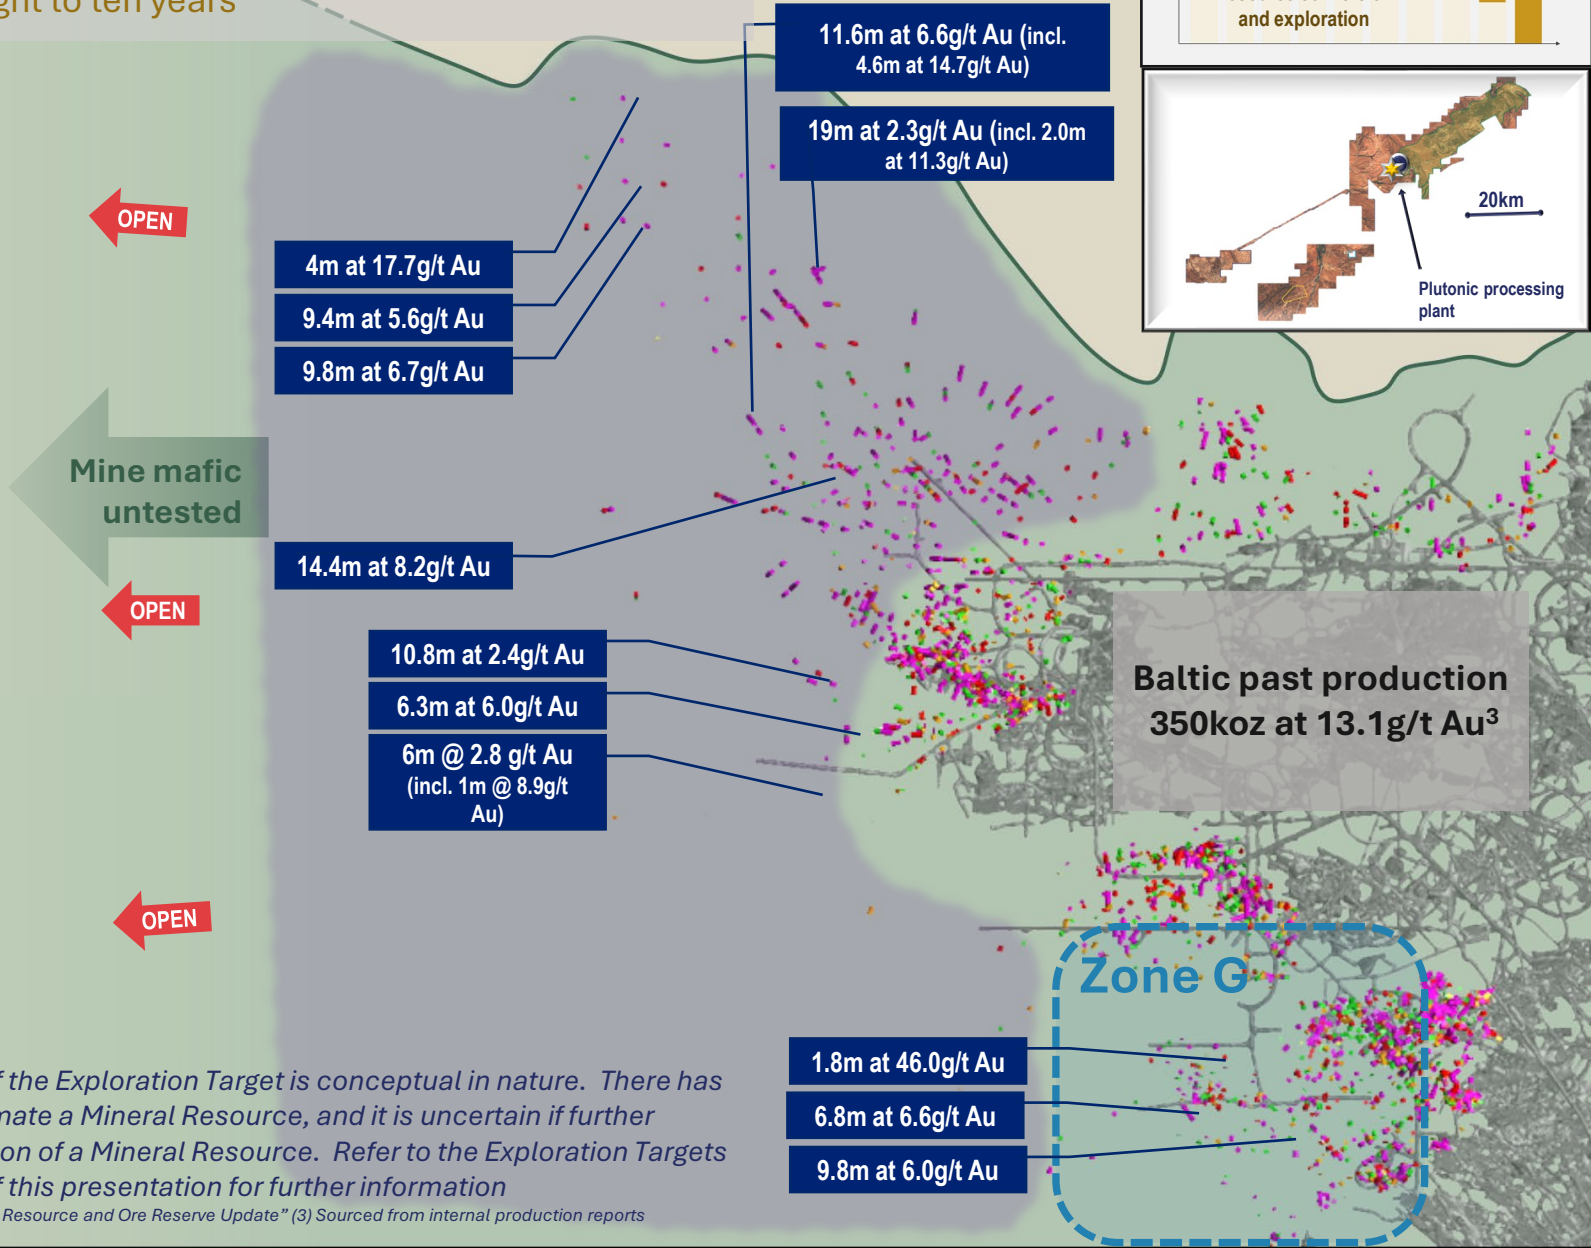 ght to ten years
and exploration
11.6m at 6.6g/t Au (incl.
4.6m at 14.7g/t Au)
19m at 2.3g/t Au (incl. 2.0m
at 11.3g/t Au)
20km
Plutonic processing
plant
OPEN
4m at 17.7g/t Au
9.4m at 5.6g/t Au
9.8m at 6.7g/t Au
Mine mafic
untested
14.4m at 8.2g/t Au
OPEN
10.8m at 2.4g/t Au
6.3m at 6.0g/t Au
6m @ 2.8 g/t Au
(incl. 1m @ 8.9g/t
Au)
Baltic past production
350koz at 13.1g/t Au³
OPEN
Zone G
1.8m at 46.0g/t Au
6.8m at 6.6g/t Au
9.8m at 6.0g/t Au
f the Exploration Target is conceptual in nature. There has
mate a Mineral Resource, and it is uncertain if further
on of a Mineral Resource. Refer to the Exploration Targets
f this presentation for further information
Resource and Ore Reserve Update” (3) Sourced from internal production reports